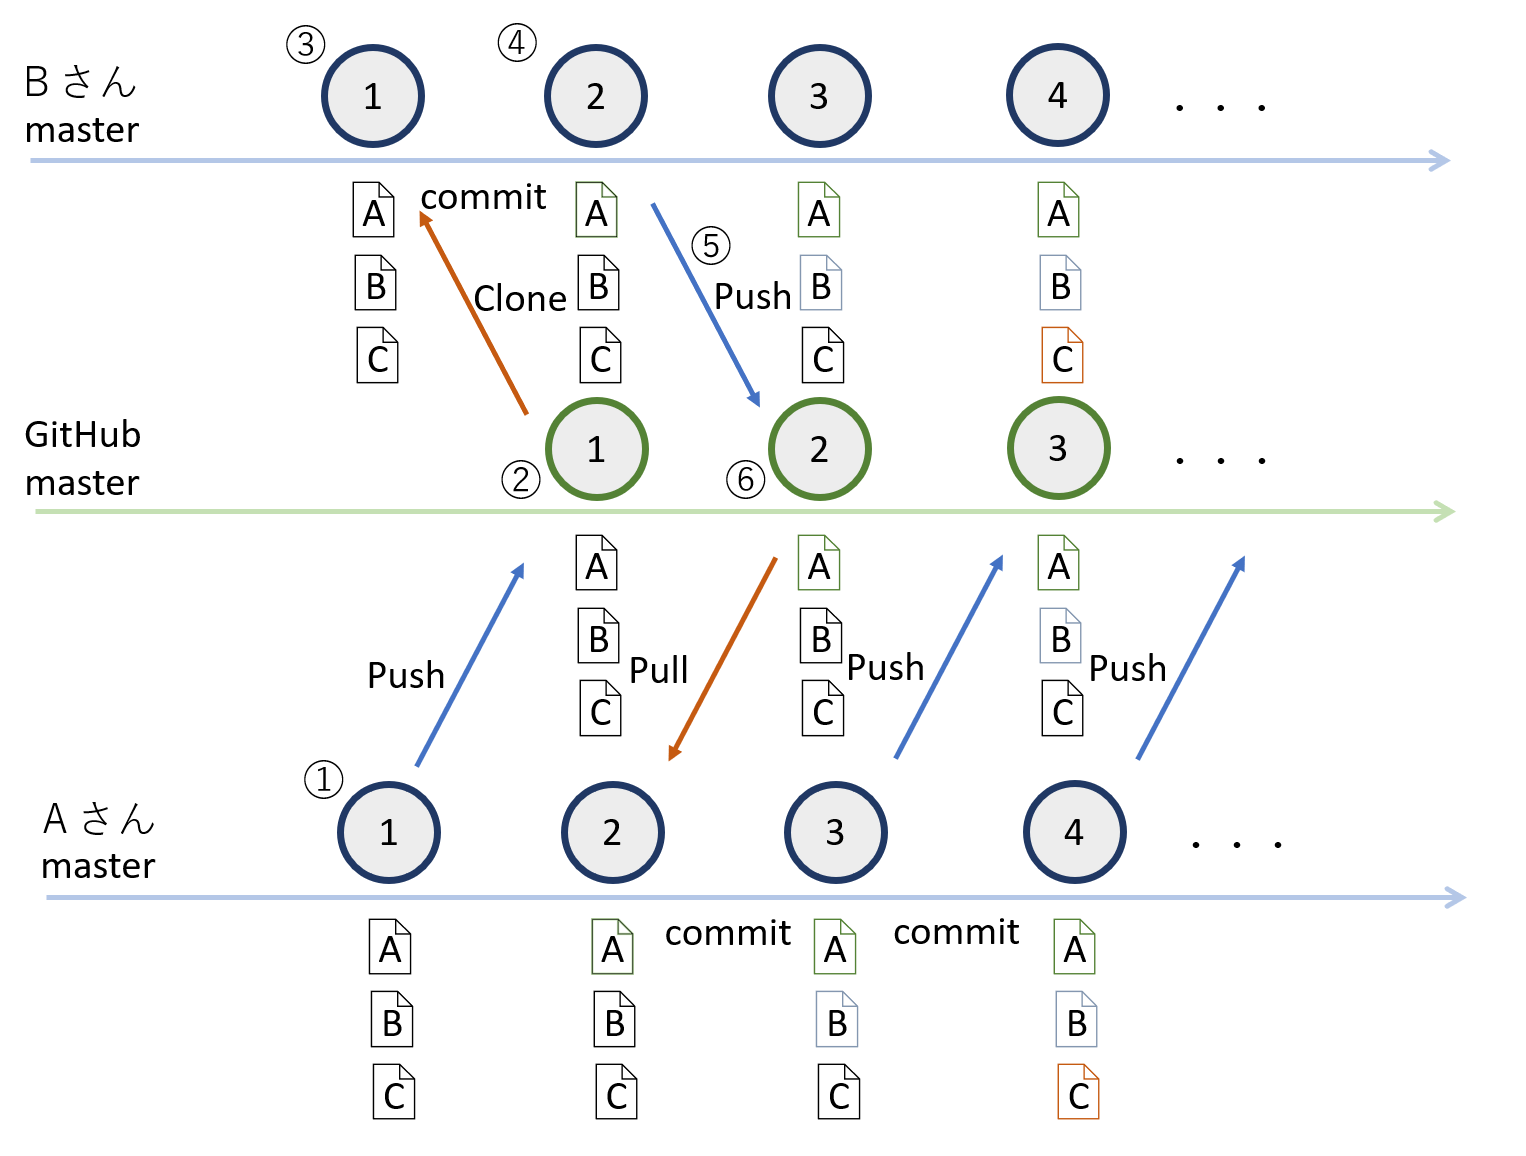 ③ ④
Bさん
master
1 2 3 4 . . .
commit
A A A A
Clone
⑤
Push
B B B B
C C C C
GitHub
master
② ⑥
1 2 3 . . .
A A A
Push
B B B
Pull
Push
Push
C C C
①
Aさん
master
1 2 3 4 . . .
commit commit
A A A A
B B B B
C C C C